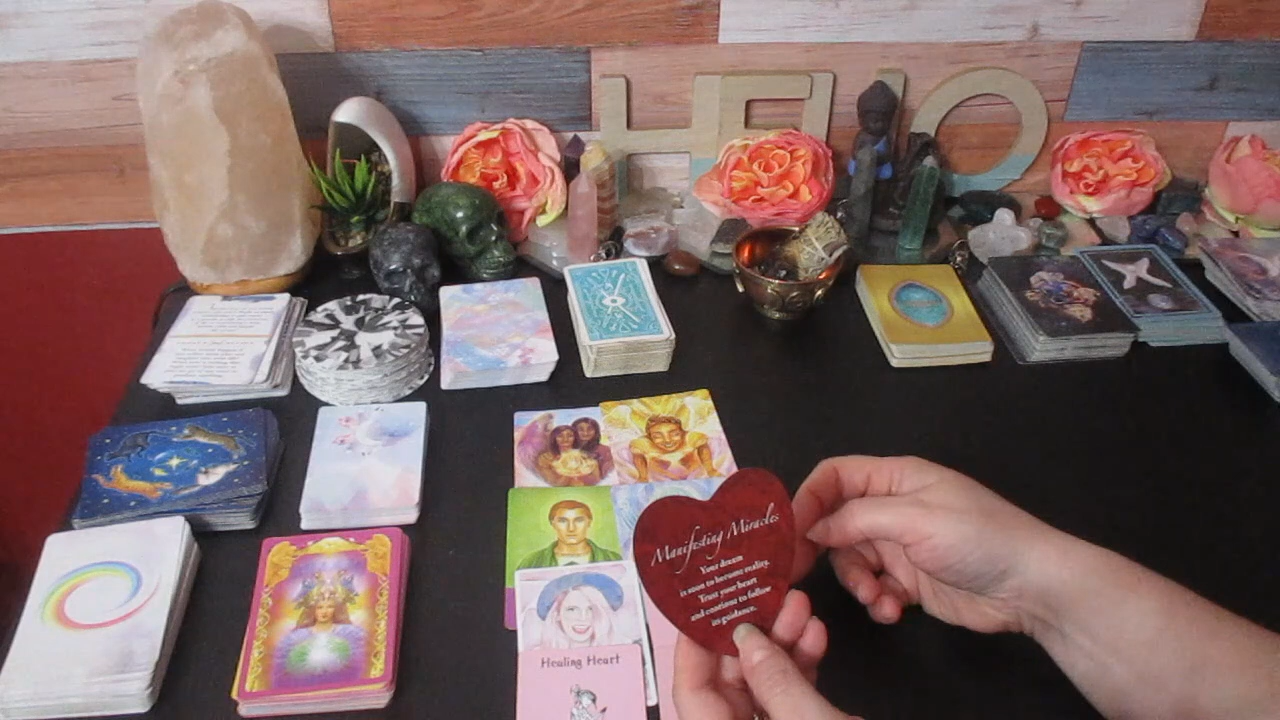 HELLO
Manifesting Miracles
Your dream
is soon to become reality.
Trust your heart
and continue to follow
its guidance.
Healing Heart